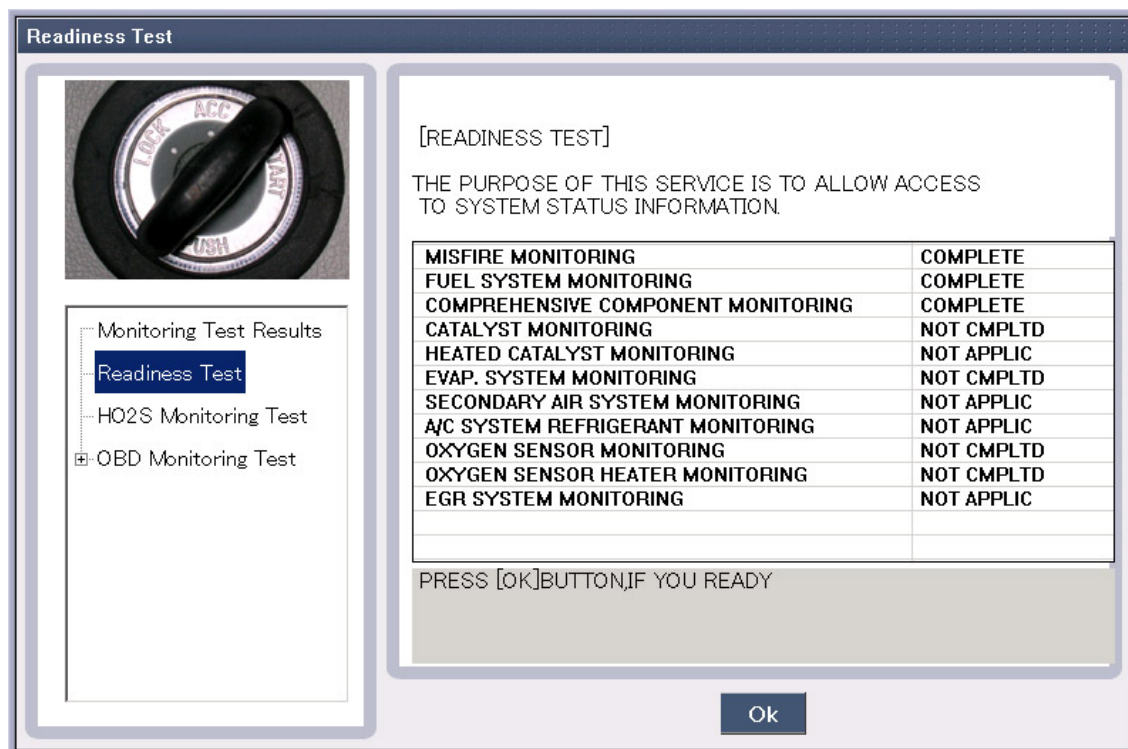 Readiness Test
LOCK
ACC
START
PUSH
Monitoring Test Results
Readiness Test
HO2S Monitoring Test
OBD Monitoring Test
[READINESS TEST]
THE PURPOSE OF THIS SERVICE IS TO ALLOW ACCESS
TO SYSTEM STATUS INFORMATION.
MISFIRE MONITORING COMPLETE
FUEL SYSTEM MONITORING COMPLETE
COMPREHENSIVE COMPONENT MONITORING COMPLETE
CATALYST MONITORING NOT CMPLTD
HEATED CATALYST MONITORING NOT APPLIC
EVAP. SYSTEM MONITORING NOT CMPLTD
SECONDARY AIR SYSTEM MONITORING NOT APPLIC
A/C SYSTEM REFRIGERANT MONITORING NOT APPLIC
OXYGEN SENSOR MONITORING NOT CMPLTD
OXYGEN SENSOR HEATER MONITORING NOT CMPLTD
EGR SYSTEM MONITORING NOT APPLIC
PRESS [OK]BUTTON,IF YOU READY
Ok